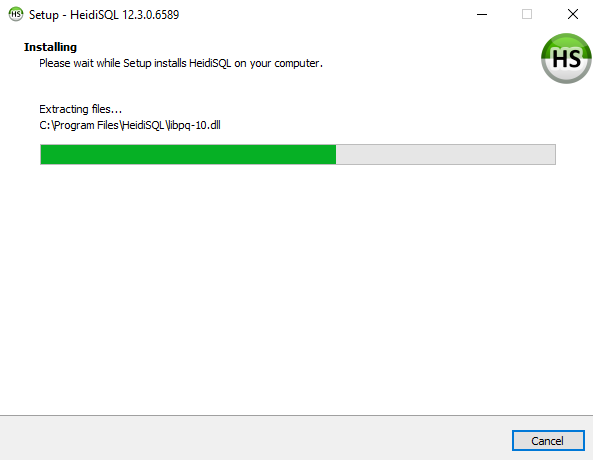 HS Setup - HeidiSQL 12.3.0.6589
Installing
Please wait while Setup installs HeidiSQL on your computer.
HS
Extracting files...
C:\Program Files\HeidiSQL\libpq-10.dll
Cancel